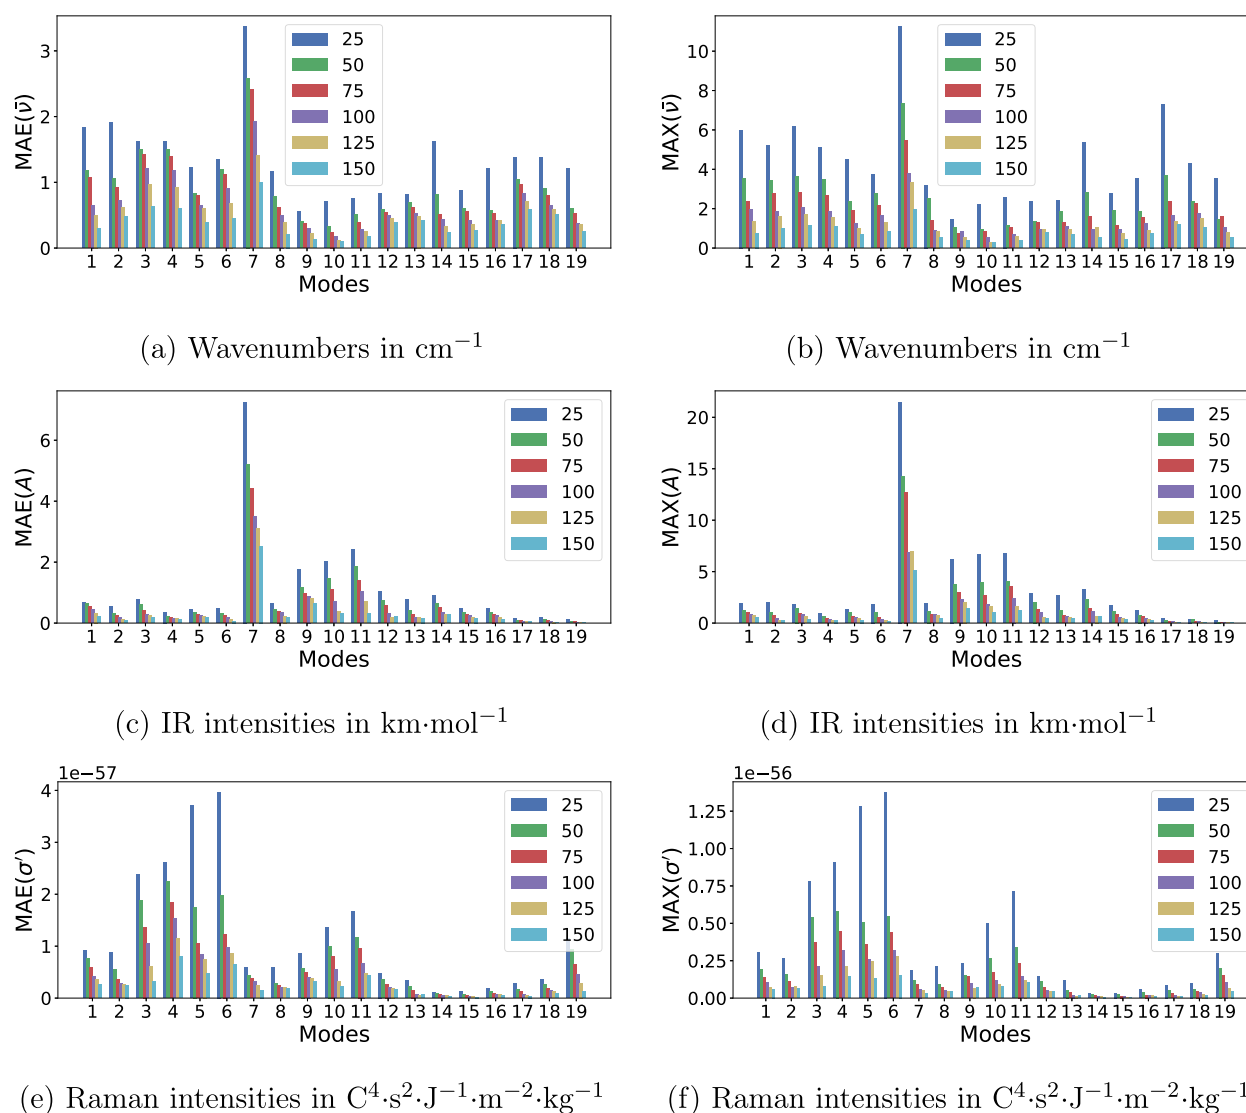 MAE(ν̄)
3
2
1
0
25
50
75
100
125
150
1 2 3 4 5 6 7 8 9 10 11 12 13 14 15 16 17 18 19
Modes
(a) Wavenumbers in cm⁻¹
MAX(ν̄)
10
8
6
4
2
0
25
50
75
100
125
150
1 2 3 4 5 6 7 8 9 10 11 12 13 14 15 16 17 18 19
Modes
(b) Wavenumbers in cm⁻¹
MAE(A)
6
4
2
0
25
50
75
100
125
150
1 2 3 4 5 6 7 8 9 10 11 12 13 14 15 16 17 18 19
Modes
(c) IR intensities in km·mol⁻¹
MAX(A)
20
15
10
5
0
25
50
75
100
125
150
1 2 3 4 5 6 7 8 9 10 11 12 13 14 15 16 17 18 19
Modes
(d) IR intensities in km·mol⁻¹
1e−57
MAE(σ′)
4
3
2
1
0
25
50
75
100
125
150
1 2 3 4 5 6 7 8 9 10 11 12 13 14 15 16 17 18 19
Modes
(e) Raman intensities in C⁴·s²·J⁻¹·m⁻²·kg⁻¹
1e−56
MAX(σ′)
1.25
1.00
0.75
0.50
0.25
0.00
25
50
75
100
125
150
1 2 3 4 5 6 7 8 9 10 11 12 13 14 15 16 17 18 19
Modes
(f) Raman intensities in C⁴·s²·J⁻¹·m⁻²·kg⁻¹